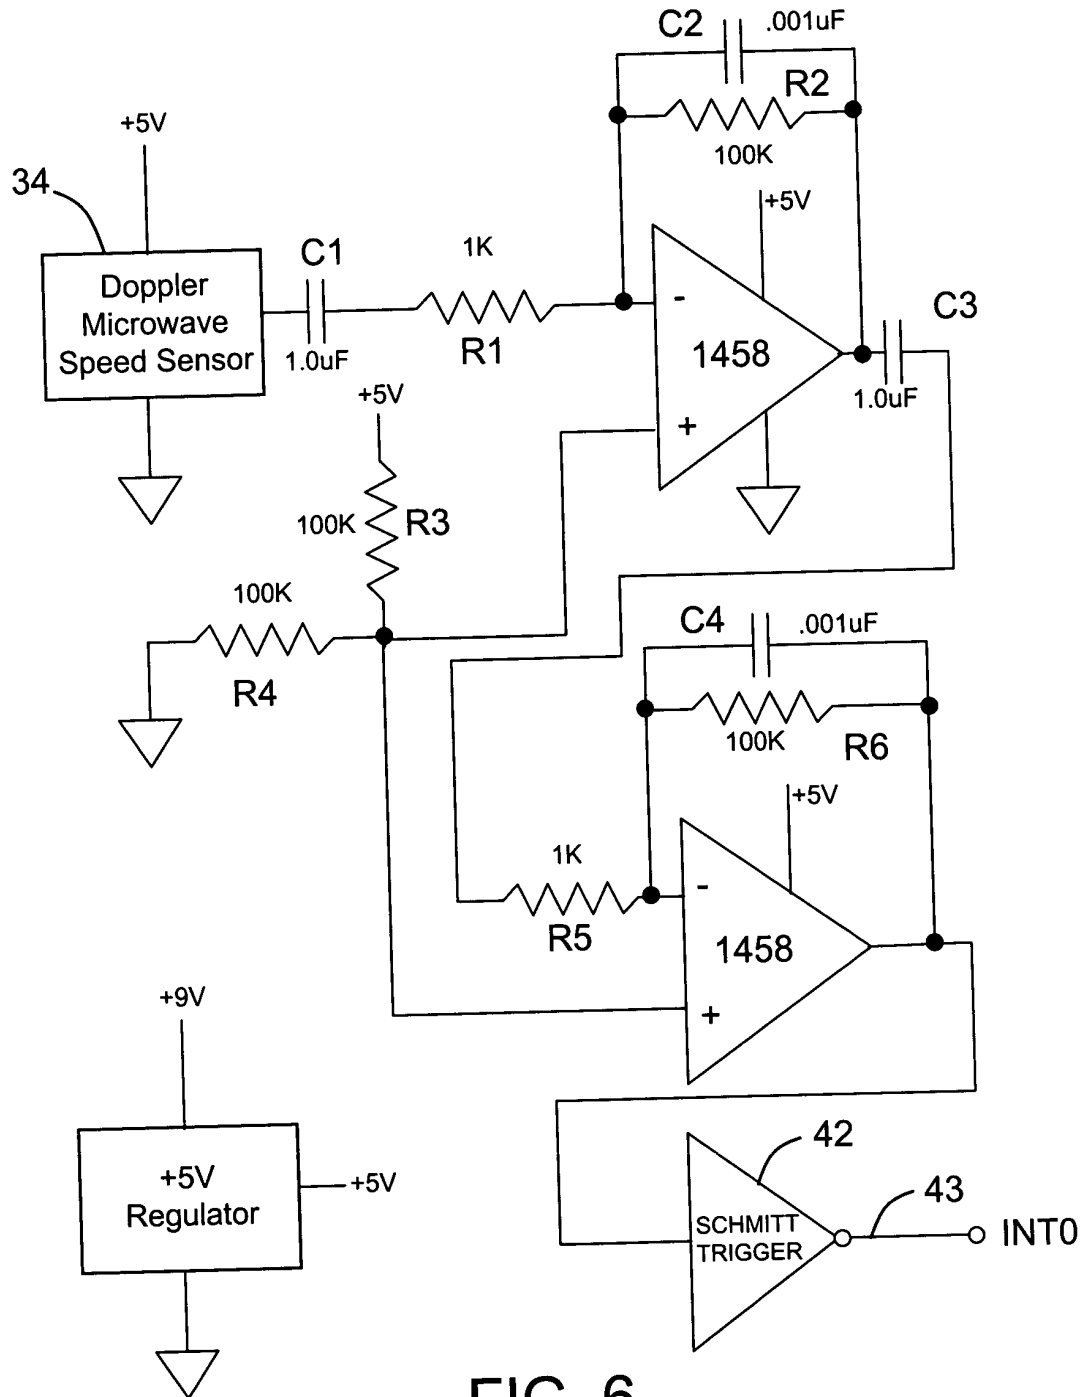 C2 .001uF
R2
100K
+5V
34
+5V
Doppler
Microwave
Speed Sensor
C1
1.0uF
1K
R1
-
1458
+
C3
1.0uF
+5V
100K R3
100K
R4
C4 .001uF
100K
R6
+5V
1K
R5
-
1458
+
+9V
+5V
Regulator
+5V
42
SCHMITT
TRIGGER
43
INT0
FIG. 6